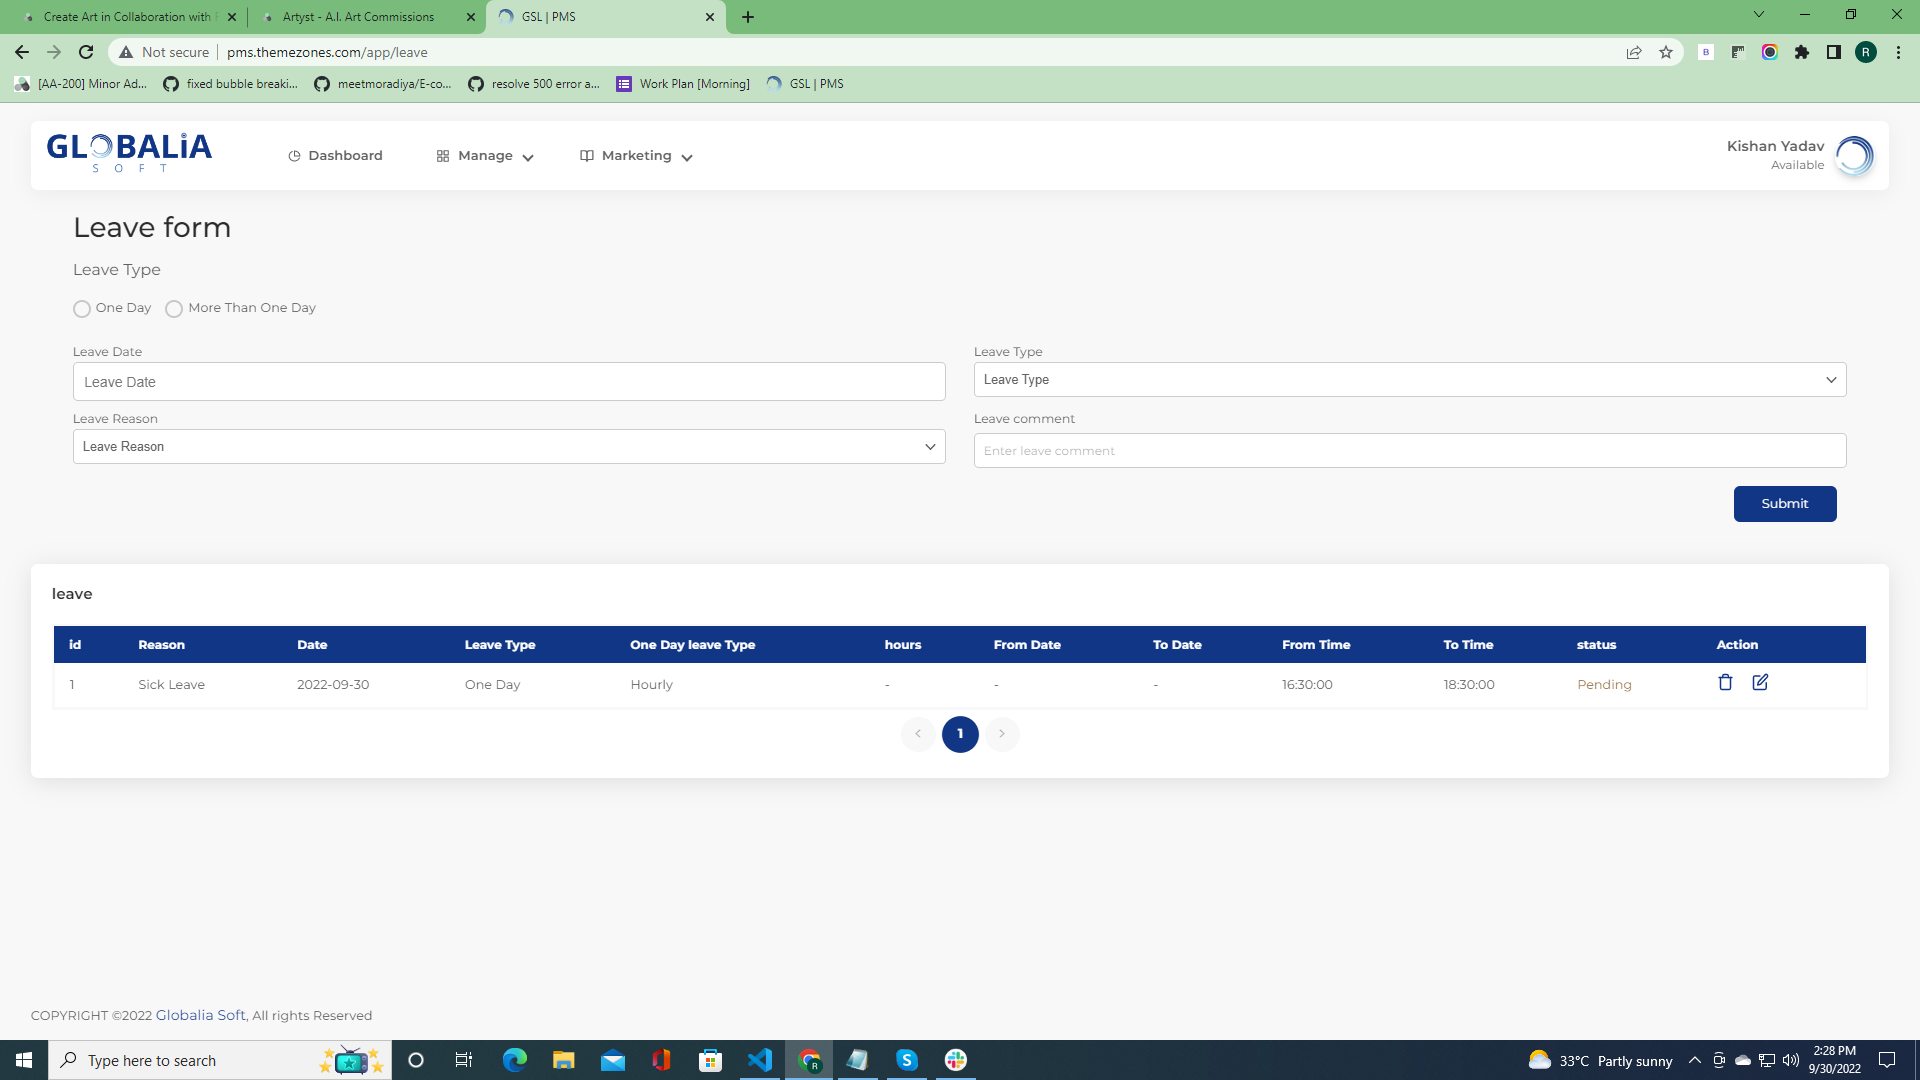 Create Art in Collaboration with
Artyst - A.I. Art Commissions
GSL | PMS
Not secure
pms.themezones.com/app/leave
B
R
[AA-200] Minor Ad...
fixed bubble breaki...
meetmoradiya/E-co...
resolve 500 error a...
Work Plan [Morning]
GSL | PMS
GLOBALiA
SOFT
Dashboard
Manage
Marketing
Kishan Yadav
Available
Leave form
Leave Type
One Day
More Than One Day
Leave Date
Leave Type
Leave Date
Leave Type
Leave Reason
Leave comment
Leave Reason
Enter leave comment
Submit
leave
id Reason Date Leave Type One Day leave Type hours From Date To Date From Time To Time status Action
1 Sick Leave 2022-09-30 One Day Hourly - - - 16:30:00 18:30:00 Pending
1
COPYRIGHT ©2022 Globalia Soft, All rights Reserved
Type here to search
33°C Partly sunny
2:28 PM
9/30/2022